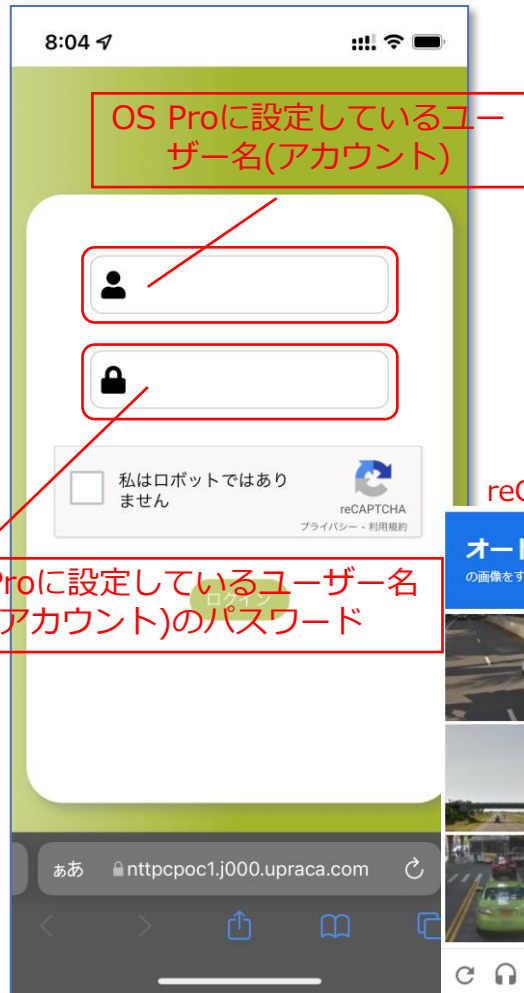 8:04
OS Proに設定しているユー
ザー名(アカウント)
私はロボットではあり
ません
reCAPTCHA
プライバシー - 利用規約
reC
オート
の画像をす
Proに設定しているユーザー名
アカウント)のパスワード
ログイン
ぁあ
nttpcpoc1.j000.upraca.com